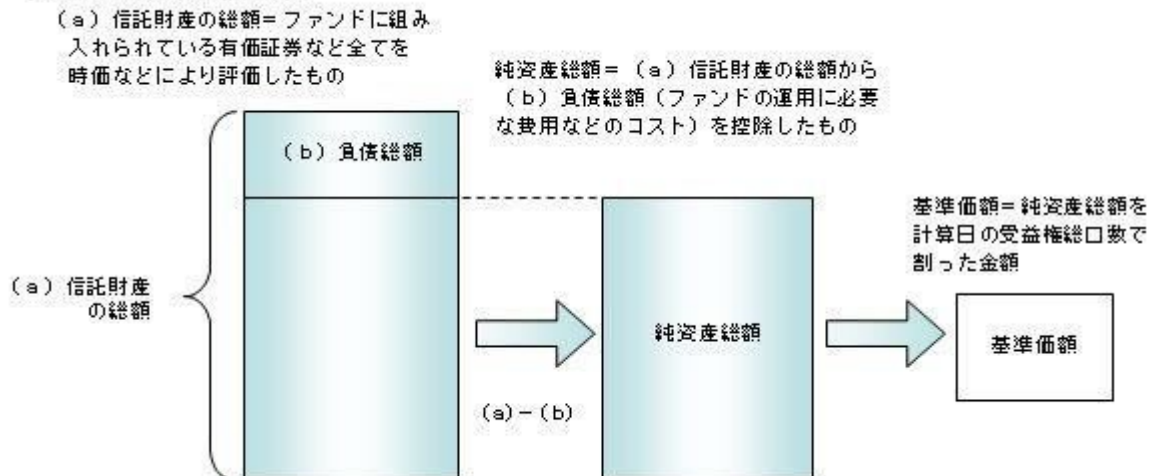 (a)信託財産の総額=ファンドに組み
入れられている有価証券など全てを
時価などにより評価したもの
純資産総額=(a)信託財産の総額から
(b)負債総額(ファンドの運用に必要
な費用などのコスト)を控除したもの
(b)負債総額
基準価額=純資産総額を
計算日の受益権総口数で
割った金額
(a)信託財産
の総額
純資産総額
基準価額
(a)-(b)